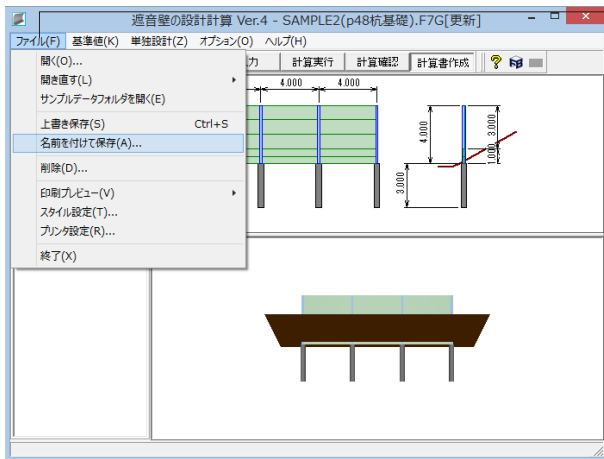 遮音壁の設計計算 Ver.4 - SAMPLE2(p48杭基礎).F7G[更新]
ファイル(F) 基準値(K) 単独設計(Z) オプション(O) ヘルプ(H)
力 計算実行 計算確認 計算書作成
開く(O)...
開き直す(L)
サンプルデータフォルダを開く(E)
上書き保存(S) Ctrl+S
名前を付けて保存(A)...
削除(D)...
印刷プレビュー(V)
スタイル設定(T)...
プリンタ設定(R)...
終了(X)
4.000 4.000
4.000
3.000
1.000
3.000